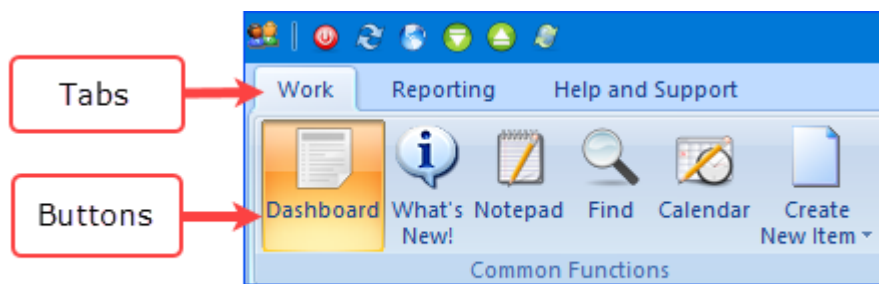 Tabs
Work Reporting Help and Support
Buttons
Dashboard What's New! Notepad Find Calendar Create New Item
Common Functions